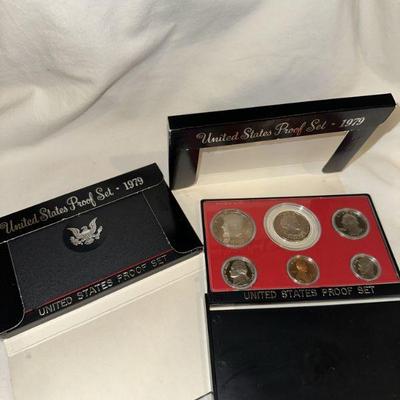 United States Proof Set - 1979
United States Proof Set - 1979
UNITED STATES PROOF SET
UNITED STATES PROOF SET